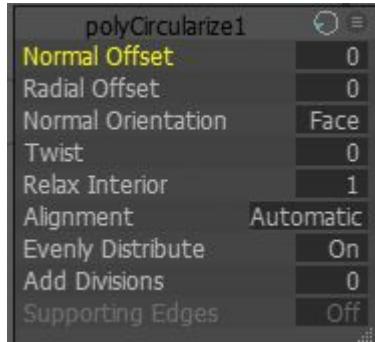 polyCircularize1
Normal Offset 0
Radial Offset 0
Normal Orientation Face
Twist 0
Relax Interior 1
Alignment Automatic
Evenly Distribute On
Add Divisions 0
Supporting Edges Off